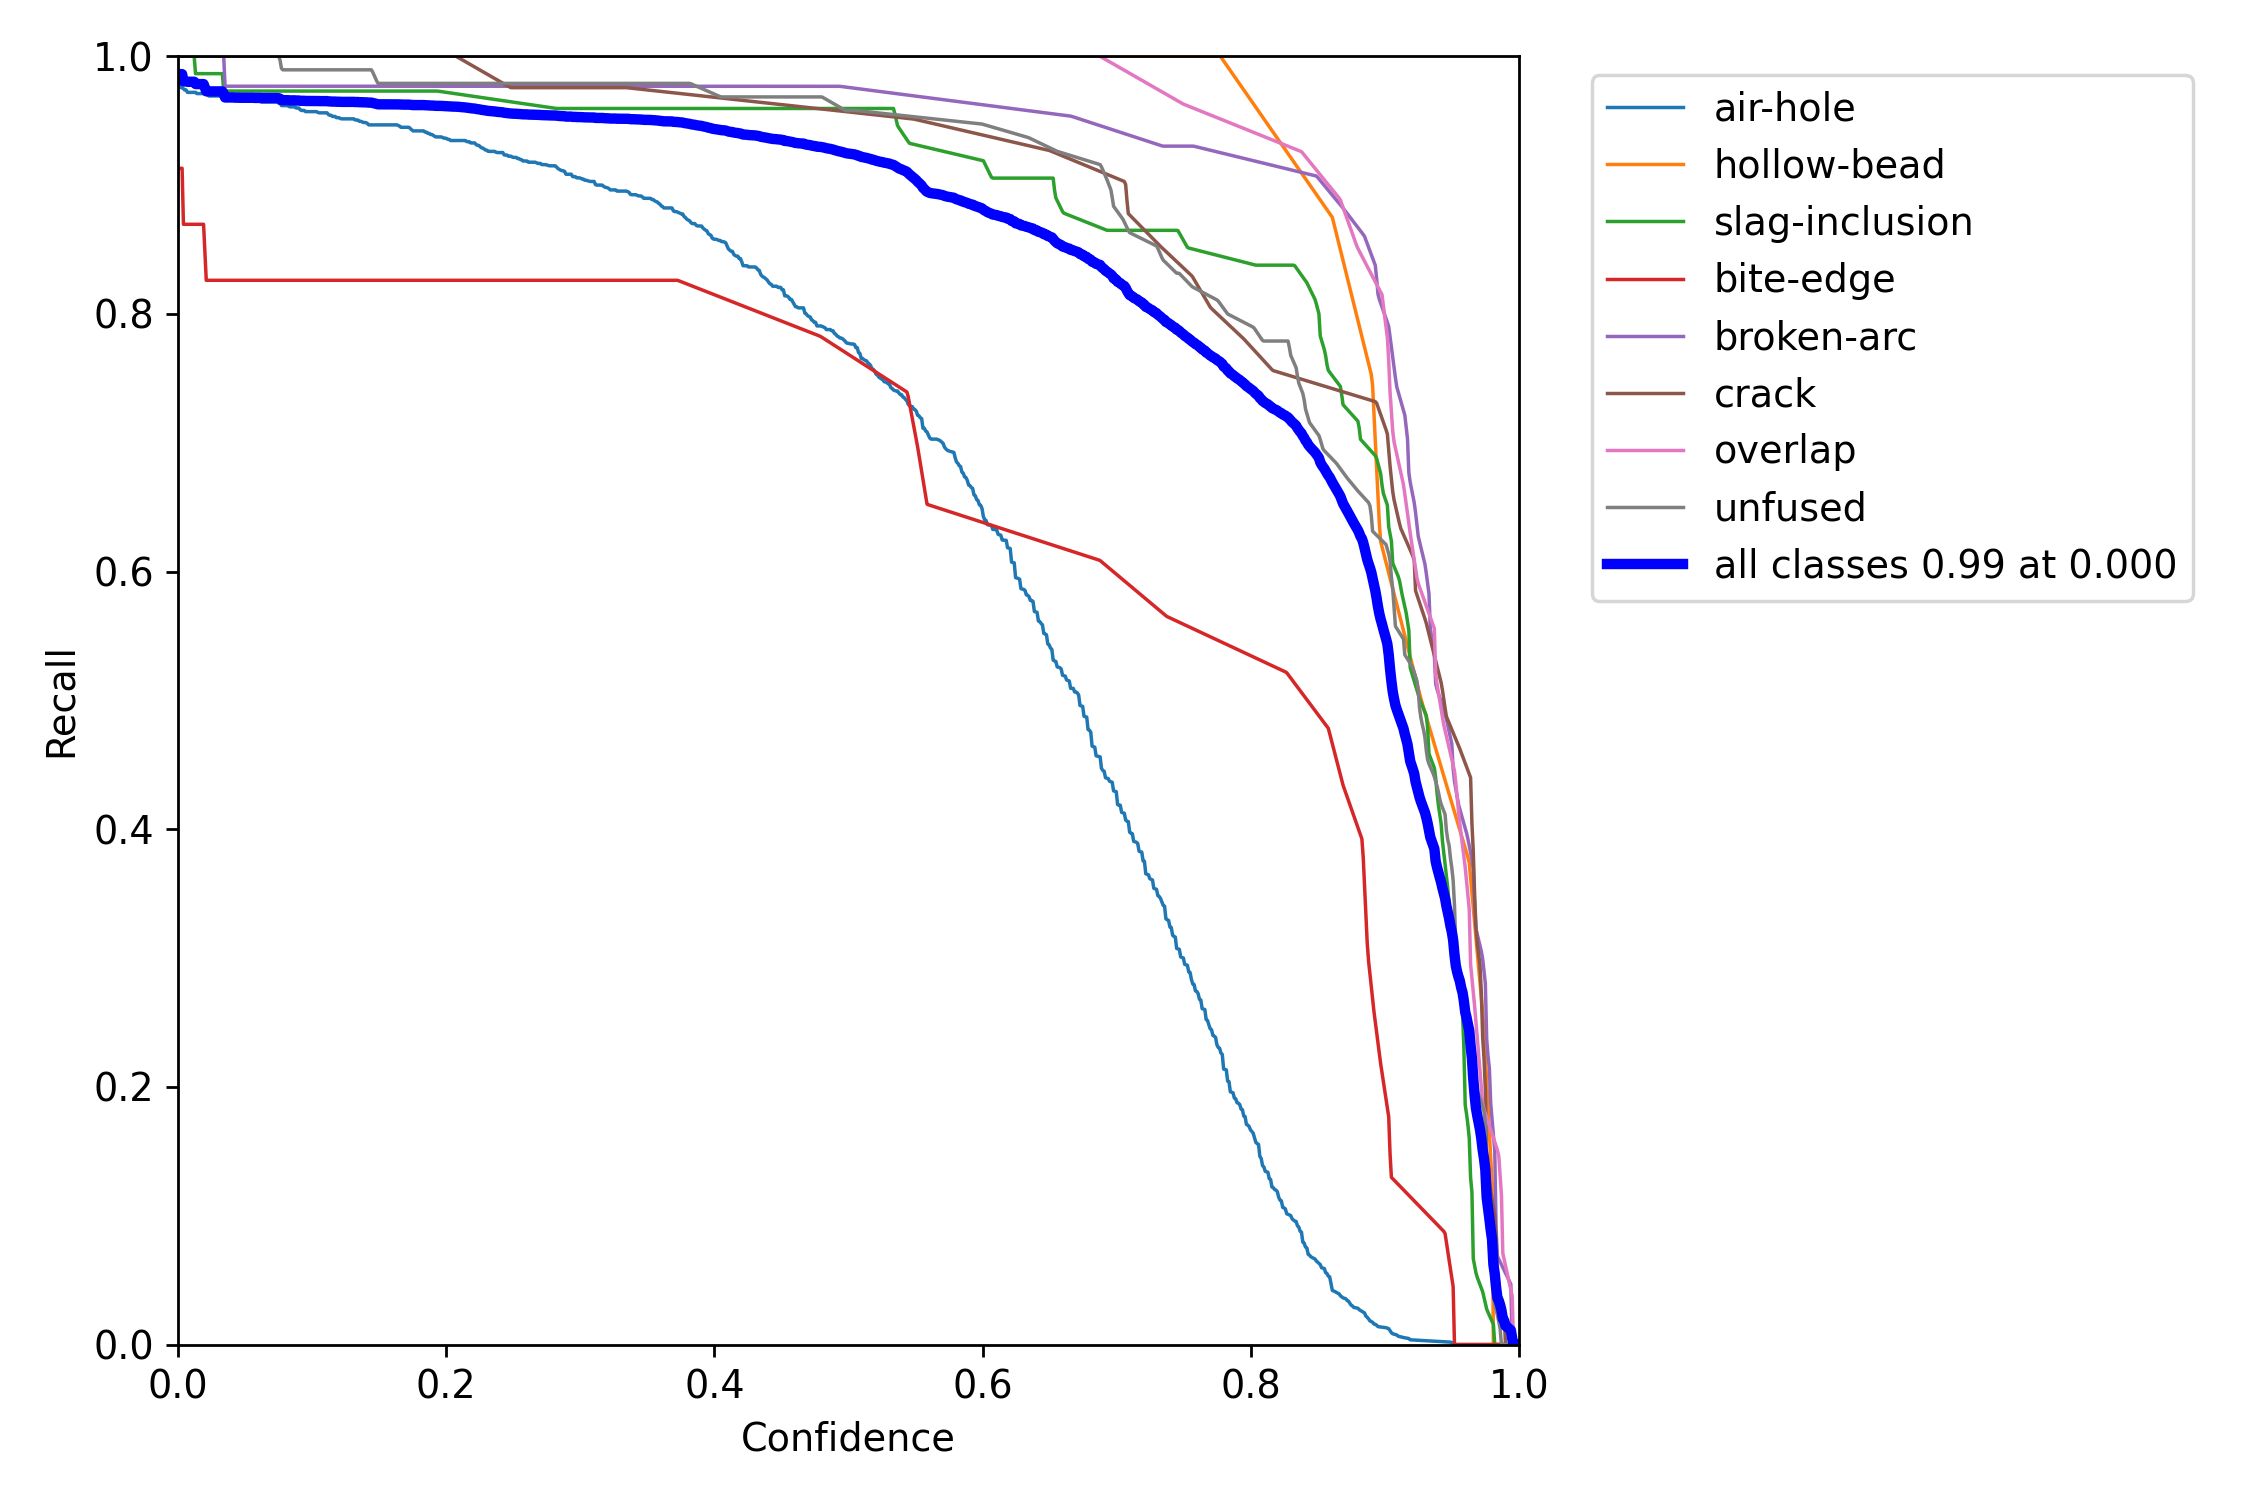 1.0
0.8
0.6
0.4
0.2
0.0
Recall
0.0 0.2 0.4 0.6 0.8 1.0
Confidence
air-hole
hollow-bead
slag-inclusion
bite-edge
broken-arc
crack
overlap
unfused
all classes 0.99 at 0.000